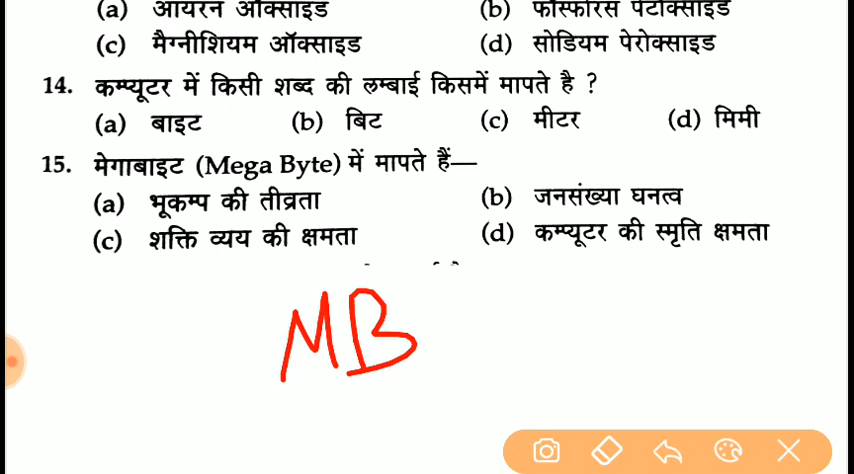 (a) आयरन ऑक्साइड (b) फॉस्फोरस पेंटॉक्साइड
(c) मैग्नीशियम ऑक्साइड (d) सोडियम पेरोक्साइड
14. कम्प्यूटर में किसी शब्द की लम्बाई किसमें मापते है ?
(a) बाइट (b) बिट (c) मीटर (d) मिमी
15. मेगाबाइट (Mega Byte) में मापते हैं—
(a) भूकम्प की तीव्रता (b) जनसंख्या घनत्व
(c) शक्ति व्यय की क्षमता (d) कम्प्यूटर की स्मृति क्षमता
MB